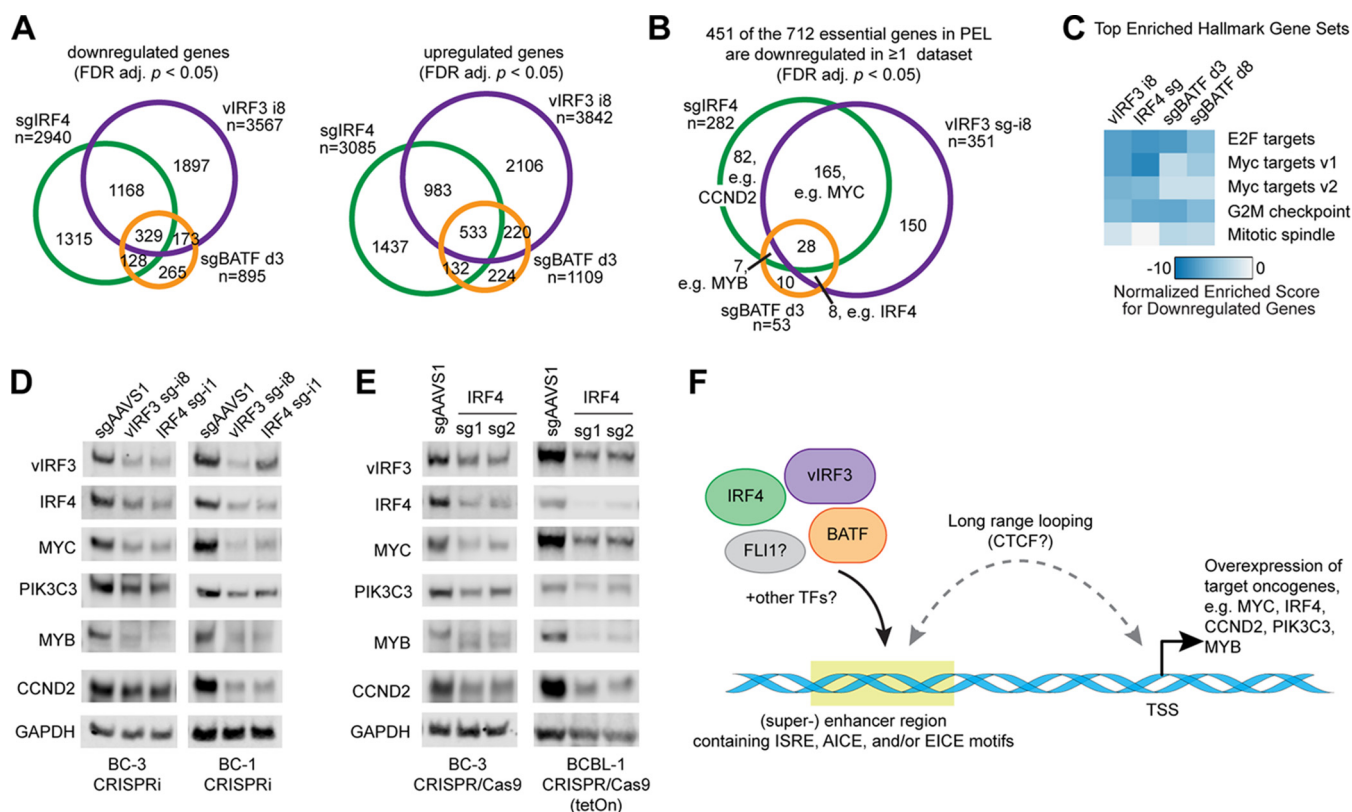 A
downregulated genes
(FDR adj. p < 0.05)
sgIRF4
n=2940
vIRF3 i8
n=3567
1897
1168
1315
329
173
128
265
sgBATF d3
n=895
upregulated genes
(FDR adj. p < 0.05)
sgIRF4
n=3085
vIRF3 i8
n=3842
2106
983
1437
533
220
132
224
sgBATF d3
n=1109
B
451 of the 712 essential genes in PEL
are downregulated in ≥1 dataset
(FDR adj. p < 0.05)
sgIRF4
n=282
vIRF3 sg-i8
n=351
82,
e.g.
CCND2
165,
e.g. MYC
150
28
7,
e.g. MYB
10
sgBATF d3
n=53
8, e.g. IRF4
C
Top Enriched Hallmark Gene Sets
vIRF3 i8
IRF4 sg
sgBATF d3
sgBATF d8
E2F targets
Myc targets v1
Myc targets v2
G2M checkpoint
Mitotic spindle
-10
0
Normalized Enriched Score
for Downregulated Genes
D
sgAAVS1
vIRF3 sg-i8
IRF4 sg-i1
sgAAVS1
vIRF3 sg-i8
IRF4 sg-i1
vIRF3
IRF4
MYC
PIK3C3
MYB
CCND2
GAPDH
BC-3
CRISPRi
BC-1
CRISPRi
E
sgAAVS1
IRF4
sg1 sg2
sgAAVS1
IRF4
sg1 sg2
vIRF3
IRF4
MYC
PIK3C3
MYB
CCND2
GAPDH
BC-3
CRISPR/Cas9
BCBL-1
CRISPR/Cas9
(tetOn)
F
IRF4
vIRF3
FLI1?
BATF
+other TFs?
Long range looping
(CTCF?)
Overexpression of
target oncogenes,
e.g. MYC, IRF4,
CCND2, PIK3C3,
MYB
TSS
(super-) enhancer region
containing ISRE, AICE, and/or EICE motifs